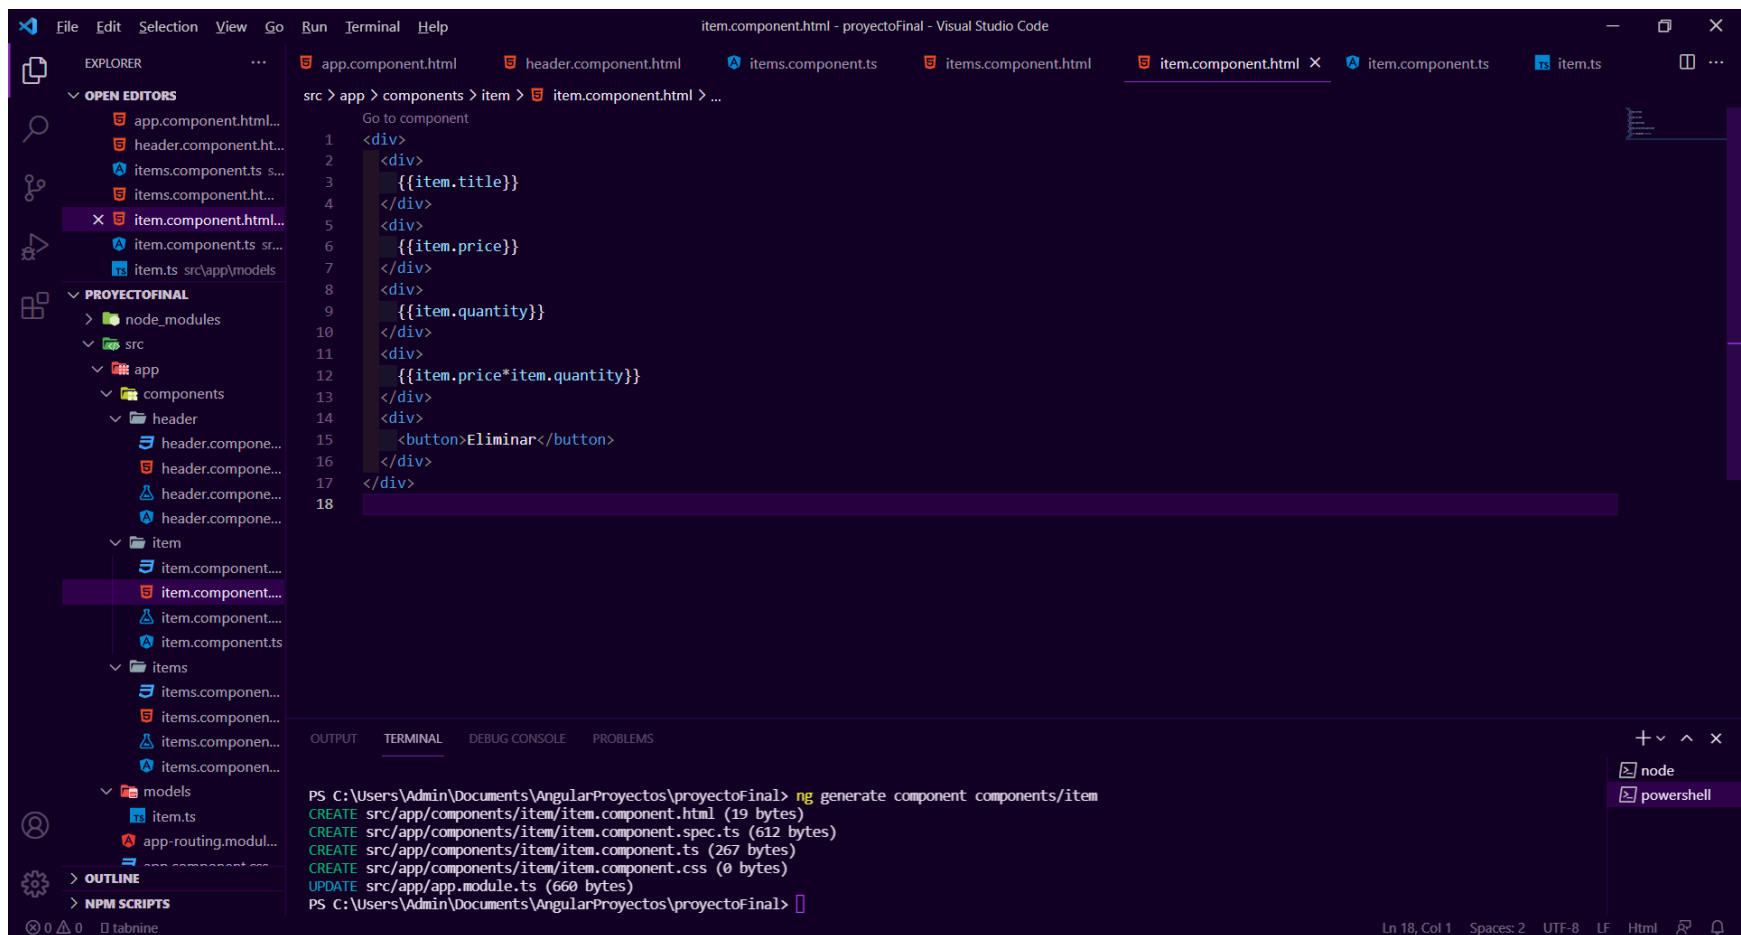 File Edit Selection View Go Run Terminal Help
item.component.html - proyectoFinal - Visual Studio Code
EXPLORER
OPEN EDITORS
app.component.html...
header.component.ht...
items.component.ts s...
items.component.ht...
item.component.html...
item.component.ts sr...
item.ts src\app\models
PROYECTOFINAL
node_modules
src
app
components
header
header.compone...
header.compone...
header.compone...
header.compone...
item
item.component....
item.component....
item.component....
item.component.ts
items
items.componen...
items.componen...
items.componen...
items.componen...
models
item.ts
app-routing.modul...
app.component.css
OUTLINE
NPM SCRIPTS
app.component.html header.component.html items.component.ts items.component.html item.component.html item.component.ts item.ts
src > app > components > item > item.component.html > ...
Go to component
1 <div>
2 <div>
3 {{item.title}}
4 </div>
5 <div>
6 {{item.price}}
7 </div>
8 <div>
9 {{item.quantity}}
10 </div>
11 <div>
12 {{item.price*item.quantity}}
13 </div>
14 <div>
15 <button>Eliminar</button>
16 </div>
17 </div>
18
OUTPUT TERMINAL DEBUG CONSOLE PROBLEMS
node
powershell
PS C:\Users\Admin\Documents\AngularProyectos\proyectoFinal> ng generate component components/item
CREATE src/app/components/item/item.component.html (19 bytes)
CREATE src/app/components/item/item.component.spec.ts (612 bytes)
CREATE src/app/components/item/item.component.ts (267 bytes)
CREATE src/app/components/item/item.component.css (0 bytes)
UPDATE src/app/app.module.ts (660 bytes)
PS C:\Users\Admin\Documents\AngularProyectos\proyectoFinal>
0 0 tabnine
Ln 18, Col 1 Spaces: 2 UTF-8 LF Html